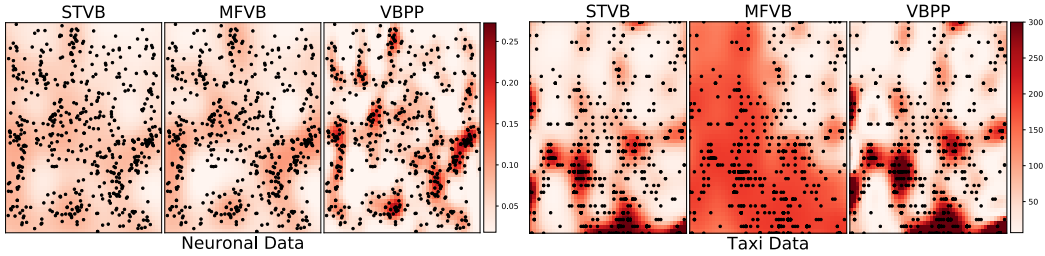 STVB MFVB VBPP
0.25
0.20
0.15
0.10
0.05
Neuronal Data
STVB MFVB VBPP
300
250
200
150
100
50
Taxi Data